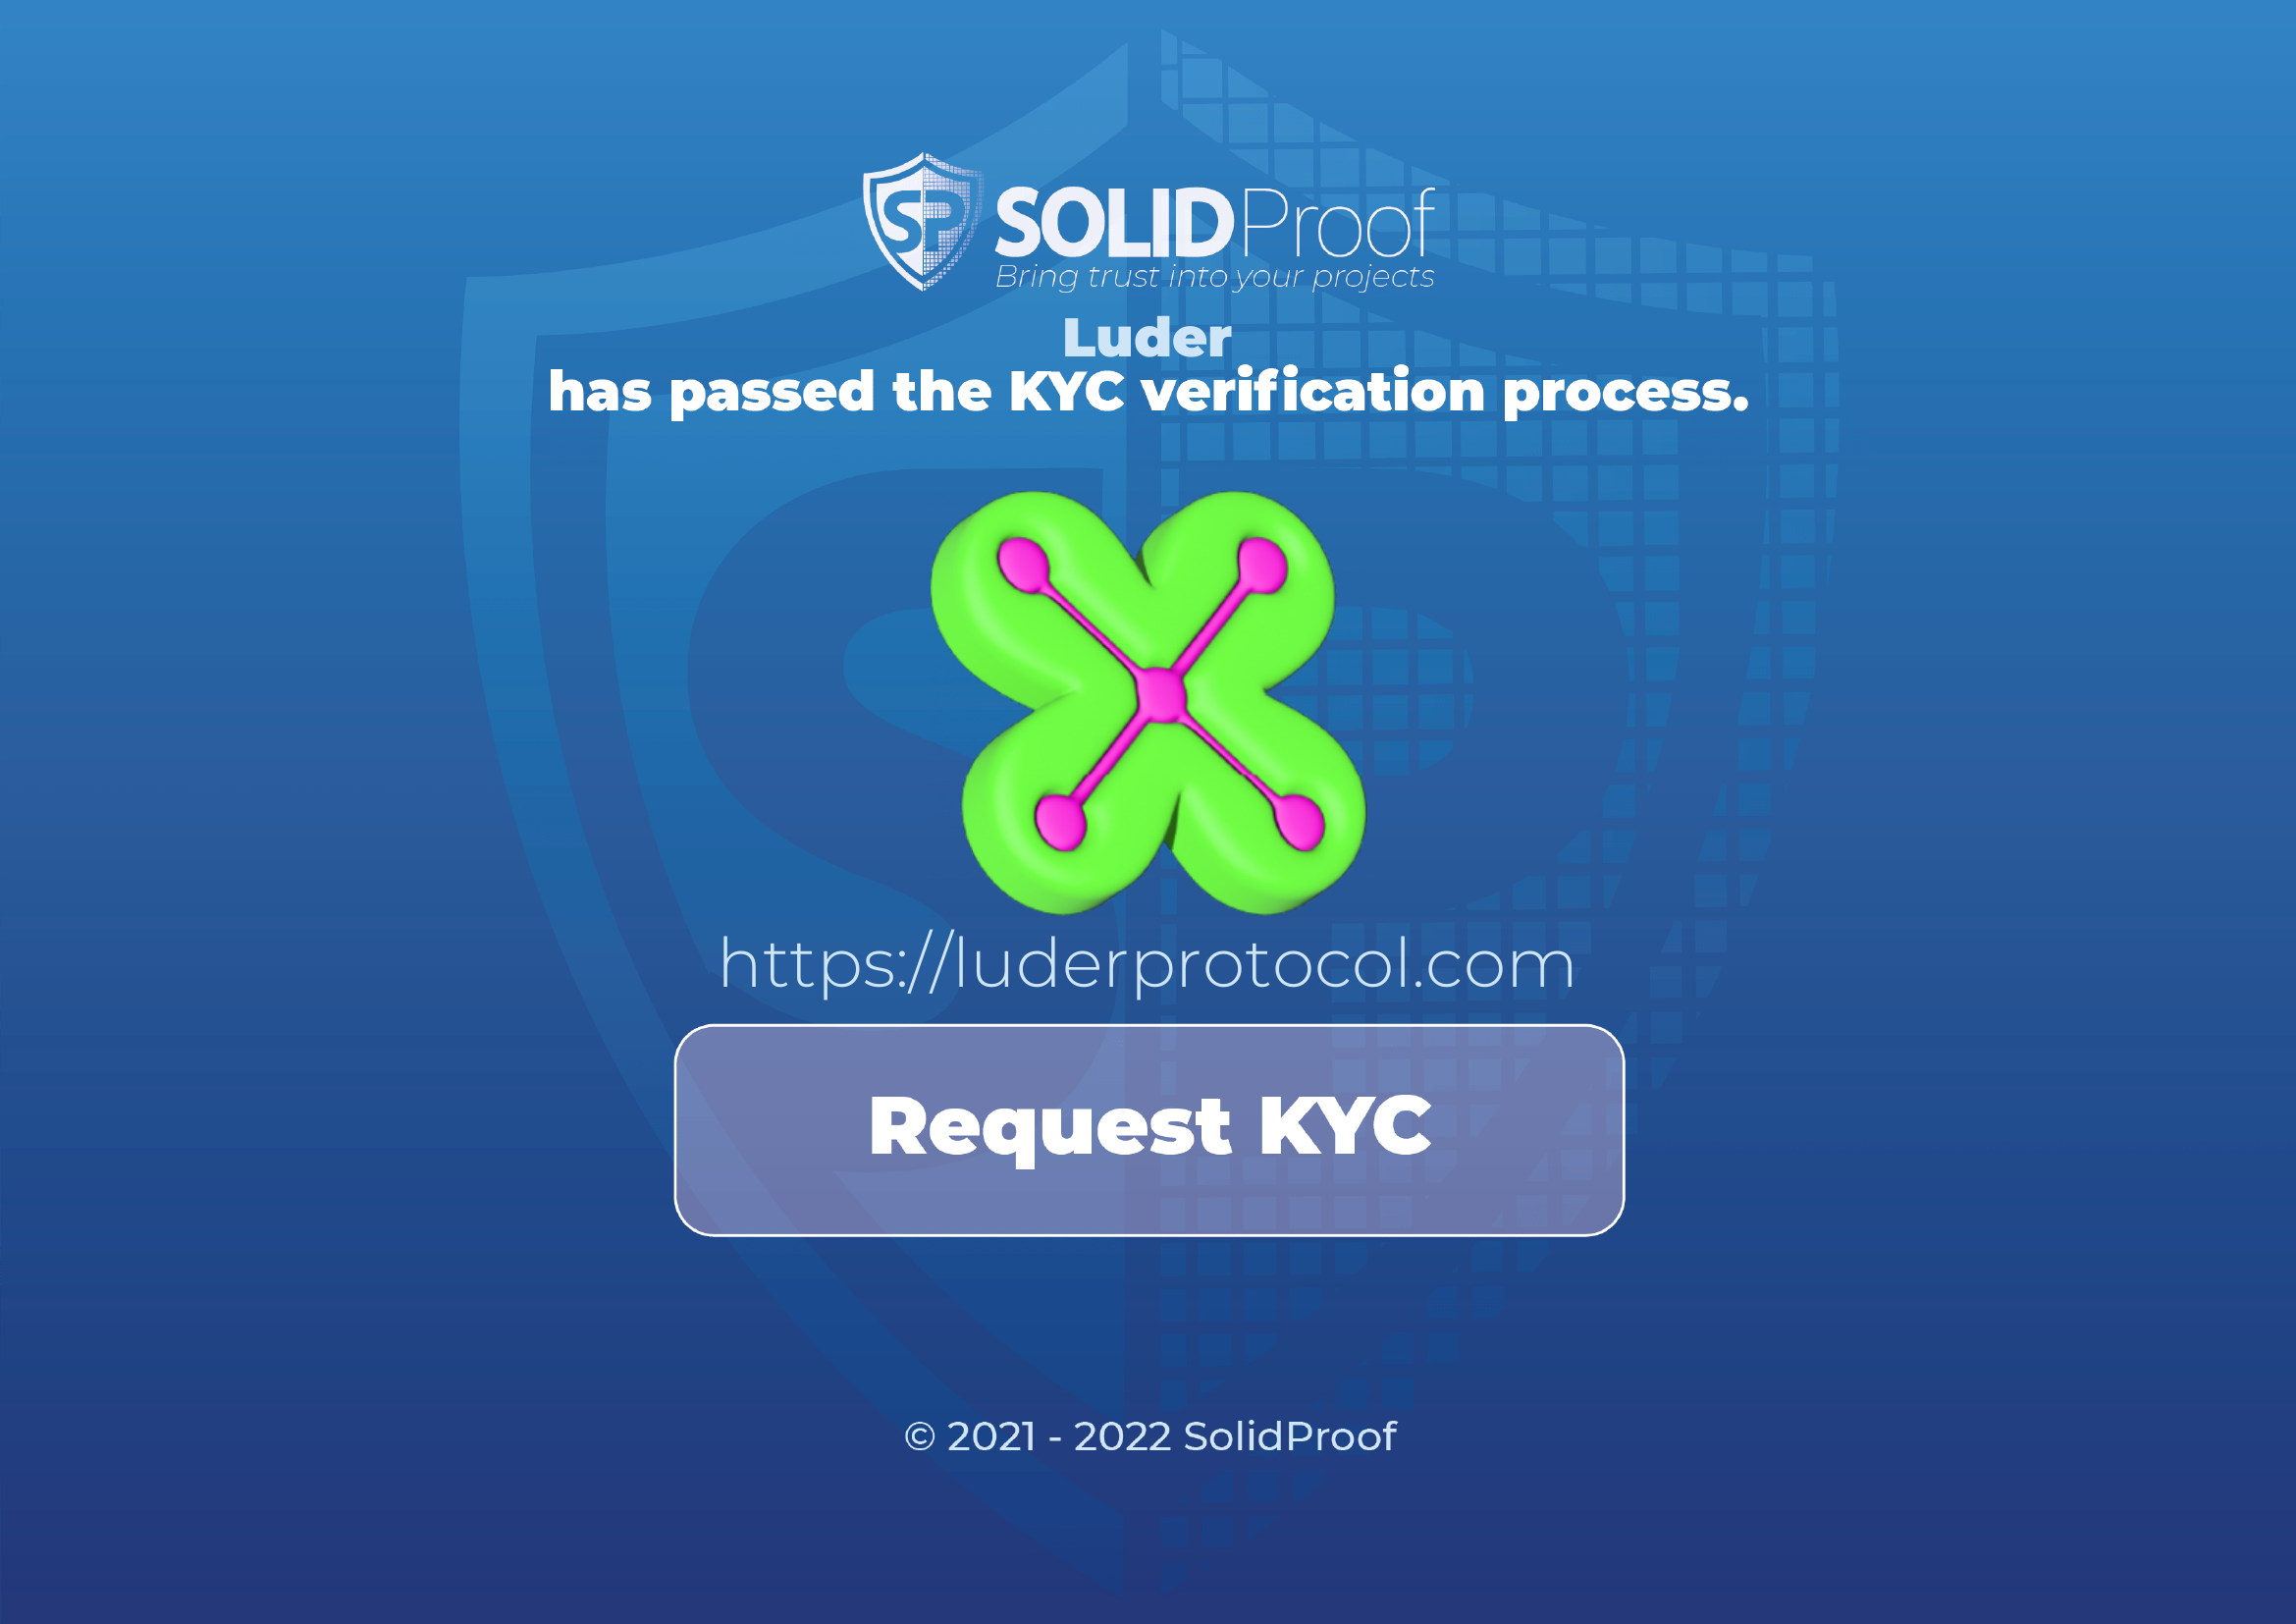 SP
SOLIDProof
Bring trust into your projects
Luder
has passed the KYC verification process.
https://luderprotocol.com
Request KYC
© 2021 - 2022 SolidProof